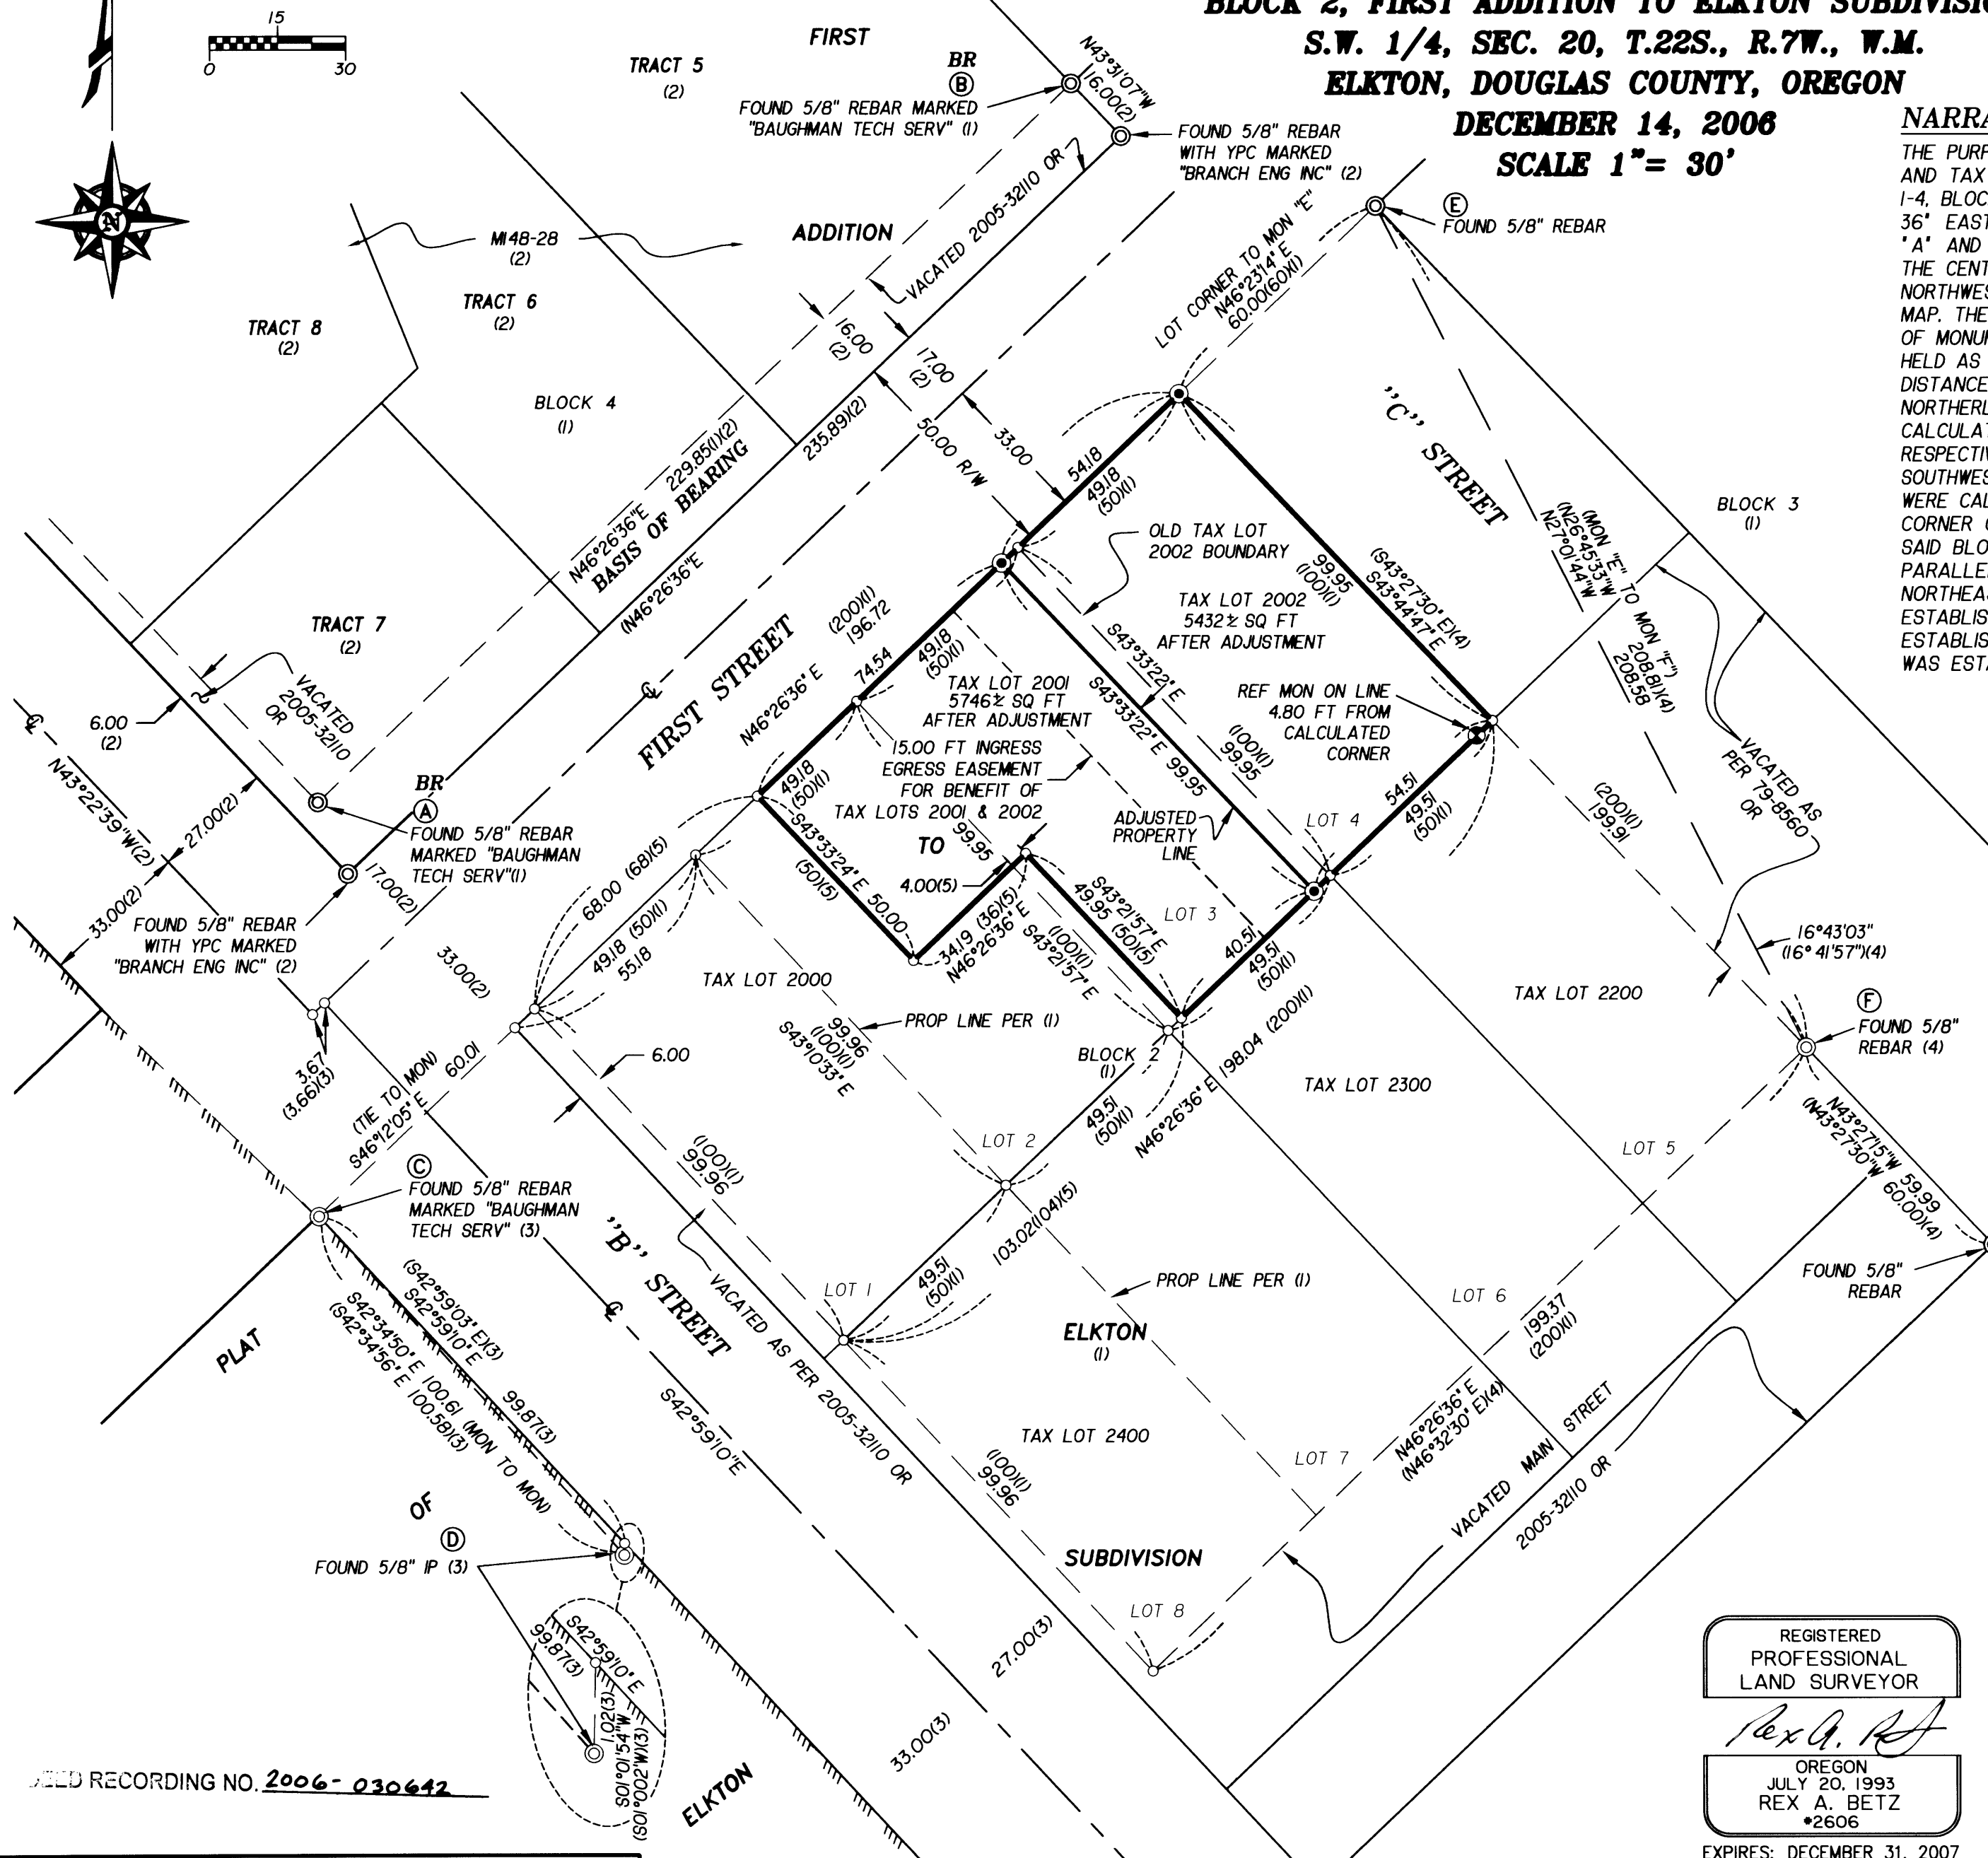 BLOCK 2, FIRST ADDITION TO ELKTON
S.W. 1/4, SEC. 20, T.22S., R.7W., W.M.
ELKTON, DOUGLAS COUNTY, OREGON
DECEMBER 14, 2006
SCALE 1"= 30'
15
0 30
N
FIRST
TRACT 5
(2)
BR
B
FOUND 5/8" REBAR MARKED
"BAUGHMAN TECH SERV" (1)
N43°31'07"W
16.00(2)
FOUND 5/8" REBAR
WITH YPC MARKED
"BRANCH ENG INC" (2)
THE
AND TAX
1-4,
36" EAST
"A" AND
THE
MAP. THE
OF
HELD AS
WERE
CORNER
SAID
WAS
E
FOUND 5/8" REBAR
LOT CORNER TO MON "E"
N46°23'14" E
60.00(60)(1)
ADDITION
VACATED 2005-32110 OR
M148-28
(2)
TRACT 6
(2)
TRACT 8
(2)
16.00
(2)
17.00
(2)
BLOCK 4
(1)
235.89)(2)
50.00 R/W
33.00
N46°26'36"E 229.85(1)(2)
BASIS OF BEARING
(N46°26'36"E
54.18
49.18
(50)(1)
"C" STREET
BLOCK 3
(1)
OLD TAX LOT
2002 BOUNDARY
99.95
(100)(1)
(S43°27'30" E)(4)
S43°44'47" E
(MON "E" TO MON "F")
(N26°45'33"W 208.81)(4)
N27°01'44"W 208.58
TAX LOT 2002
5432± SQ FT
AFTER ADJUSTMENT
TRACT 7
(2)
VACATED
2005-32110
OR
6.00
(2)
FIRST STREET
(200)(1)
196.72
N46°26'36" E
74.54
49.18
(50)(1)
S43°33'22" E
(100)(1)
99.95
S43°33'22" E 99.95
TAX LOT 2001
5746± SQ FT
AFTER ADJUSTMENT
REF MON ON LINE
4.80 FT FROM
CALCULATED
CORNER
15.00 FT INGRESS
EGRESS EASEMENT
FOR BENEFIT OF
TAX LOTS 2001 & 2002
VACATED AS
PER 79-8560
OR
N43°22'39"W(2)
27.00(2)
33.00(2)
BR
A
FOUND 5/8" REBAR
MARKED "BAUGHMAN
TECH SERV"(1)
17.00(2)
49.18
(50)(1)
S43°33'24" E 50.00
(50)(5)
68.00 (68)(5)
TO
99.95
4.00(5)
ADJUSTED
PROPERTY
LINE
LOT 4
54.51
49.51
(50)(1)
(200)(1)
199.91
FOUND 5/8" REBAR
WITH YPC MARKED
"BRANCH ENG INC" (2)
33.00(2)
49.18 (50)(1)
55.18
34.19 (36)(5)
N46°26'36" E
S43°21'57" E
49.95 (50)(5)
(100)(1)
S43°21'57" E
LOT 3
40.51
49.51
(50)(1)
16°43'03"
(16°41'57")(4)
TAX LOT 2000
TAX LOT 2200
F
FOUND 5/8"
REBAR (4)
PROP LINE PER (1)
99.96
(100)(1)
S43°10'33" E
6.00
3.67
(3.66)(3)
(TIE TO MON)
S46°12'05" E 60.01
BLOCK 2
(1)
N46°26'36" E 198.04 (200)(1)
TAX LOT 2300
49.51
(50)(1)
LOT 2
LOT 5
N43°27'15"W 59.99
(N43°27'30"W 60.00)(4)
C
FOUND 5/8" REBAR
MARKED "BAUGHMAN
TECH SERV" (3)
(100)(1)
99.96
"B" STREET
103.02(104)(5)
PROP LINE PER (1)
FOUND 5/8"
REBAR
49.51
(50)(1)
LOT 1
LOT 6
199.37
(200)(1)
ELKTON
(1)
PLAT
(S42°59'03" E)(3)
S42°59'10" E
99.87(3)
S42°34'50" E 100.61 (MON TO MON)
(S42°34'56" E 100.58)(3)
VACATED AS PER 2005-32110 OR
S42°59'10"E
TAX LOT 2400
N46°26'36" E
(N46°32'30" E)(4)
LOT 7
VACATED MAIN STREET
2005-32110 OR
(100)(1)
99.96
OF
D
FOUND 5/8" IP (3)
SUBDIVISION
LOT 8
S42°59'10" E
99.87(3)
1.02(3)
S01°01'54"W
(S01°002'W)(3)
27.00(3)
33.00(3)
ELKTON
RECORDING NO. 2006-030642
REGISTERED
PROFESSIONAL
LAND SURVEYOR
OREGON
JULY 20, 1993
REX A. BETZ
#2606
EXPIRES: DECEMBER 31, 2007